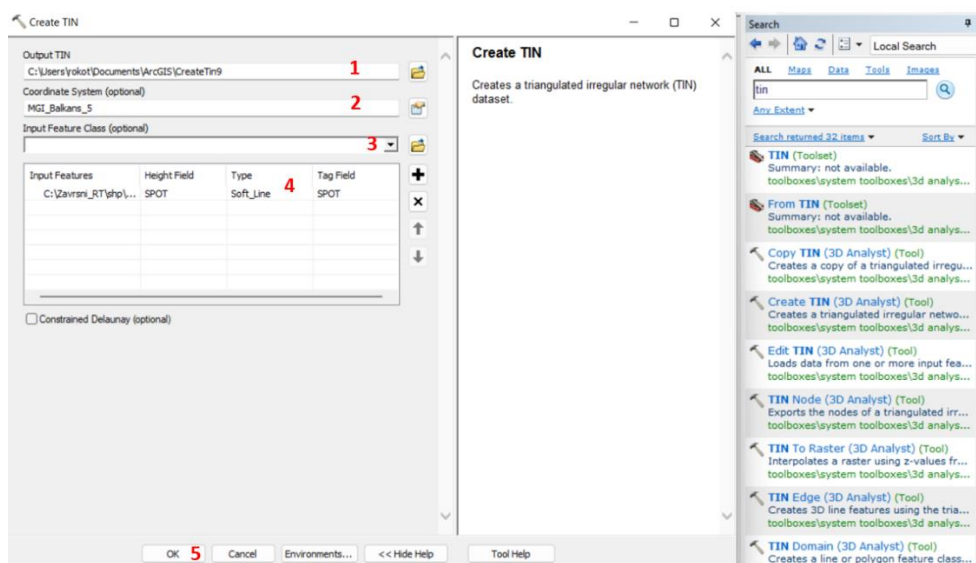 Create TIN
Output TIN
C:\Users\rokot\Documents\ArcGIS\CreateTin9
1
Coordinate System (optional)
MGI_Balkans_5
2
Input Feature Class (optional)
3
Input Features Height Field Type Tag Field
C:\Zavrsni_RT\shp\... SPOT Soft_Line SPOT
4
Constrained Delaunay (optional)
OK 5 Cancel Environments... << Hide Help Tool Help
Create TIN
Creates a triangulated irregular network (TIN)
dataset.
Search
Local Search
ALL Maps Data Tools Images
tin
Any Extent
Search returned 32 items Sort By
TIN (Toolset)
Summary: not available.
toolboxes\system toolboxes\3d analys...
From TIN (Toolset)
Summary: not available.
toolboxes\system toolboxes\3d analys...
Copy TIN (3D Analyst) (Tool)
Creates a copy of a triangulated irregu...
toolboxes\system toolboxes\3d analys...
Create TIN (3D Analyst) (Tool)
Creates a triangulated irregular netwo...
toolboxes\system toolboxes\3d analys...
Edit TIN (3D Analyst) (Tool)
Loads data from one or more input fea...
toolboxes\system toolboxes\3d analys...
TIN Node (3D Analyst) (Tool)
Exports the nodes of a triangulated irr...
toolboxes\system toolboxes\3d analys...
TIN To Raster (3D Analyst) (Tool)
Interpolates a raster using z-values fr...
toolboxes\system toolboxes\3d analys...
TIN Edge (3D Analyst) (Tool)
Creates 3D line features using the tria...
toolboxes\system toolboxes\3d analys...
TIN Domain (3D Analyst) (Tool)
Creates a line or polygon feature class...